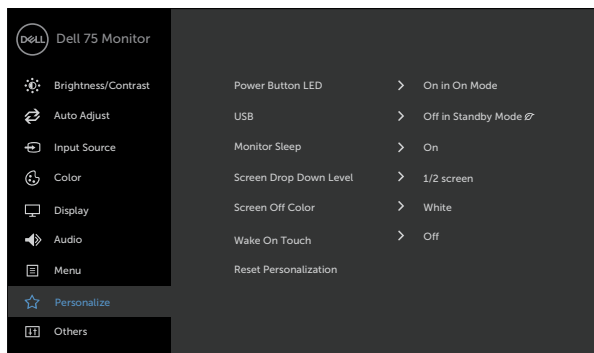 DELL Dell 75 Monitor
Brightness/Contrast
Auto Adjust
Input Source
Color
Display
Audio
Menu
Personalize
Others
Power Button LED > On in On Mode
USB > Off in Standby Mode
Monitor Sleep > On
Screen Drop Down Level > 1/2 screen
Screen Off Color > White
Wake On Touch > Off
Reset Personalization